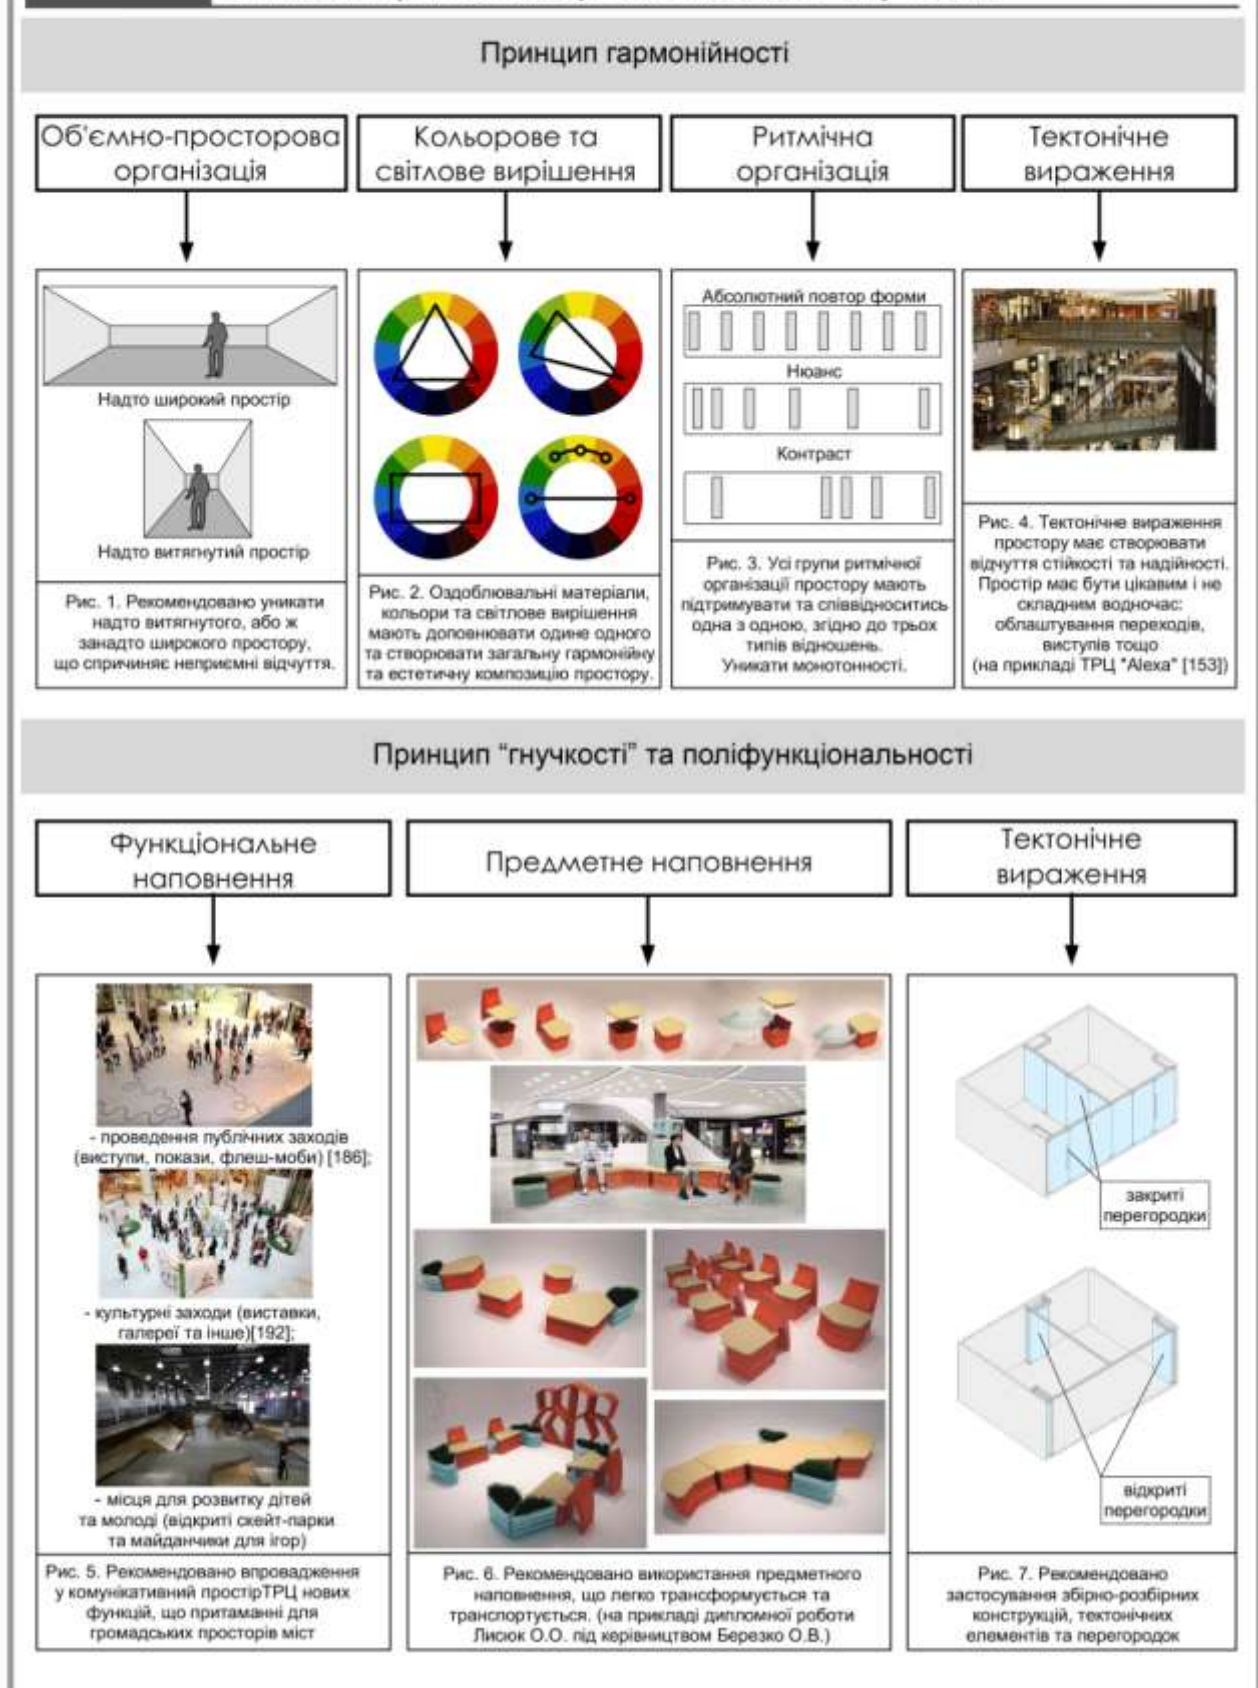 Принцип гармонійності
Об'ємно-просторова
організація
Кольорове та
світлове вирішення
Ритмічна
організація
Тектонічне
вираження
Надто широкий простір
Надто витягнутий простір
Рис. 1. Рекомендовано уникати
надто витягнутого, або ж
занадто широкого простору,
що спричиняє неприємні відчуття.
Рис. 2. Оздоблювальні матеріали,
кольори та світлове вирішення
мають доповнювати одине одного
та створювати загальну гармонійну
та естетичну композицію простору.
Абсолютний повтор форми
Нюанс
Контраст
Рис. 3. Усі групи ритмічної
організації простору мають
підтримувати та співвідноситись
одна з одною, згідно до трьох
типів відношень.
Уникати монотонності.
Рис. 4. Тектонічне вираження
простору має створювати
відчуття стійкості та надійності.
Простір має бути цікавим і не
складним водночас:
облаштування переходів,
виступів тощо
(на прикладі ТРЦ "Alexa" [153])
Принцип “гнучкості” та поліфункціональності
Функціональне
наповнення
Предметне наповнення
Тектонічне
вираження
- проведення публічних заходів
(виступи, покази, флеш-моби) [186];
- культурні заходи (виставки,
галереї та інше)[192];
- місця для розвитку дітей
та молоді (відкриті скейт-парки
та майданчики для ігор)
Рис. 5. Рекомендовано впровадження
у комунікативний простірТРЦ нових
функцій, що притаманні для
громадських просторів міст
Рис. 6. Рекомендовано використання предметного
наповнення, що легко трансформується та
транспортується. (на прикладі дипломної роботи
Лисюк О.О. під керівництвом Березко О.В.)
закриті
перегородки
відкриті
перегородки
Рис. 7. Рекомендовано
застосування збірно-розбірних
конструкцій, тектонічних
елементів та перегородок